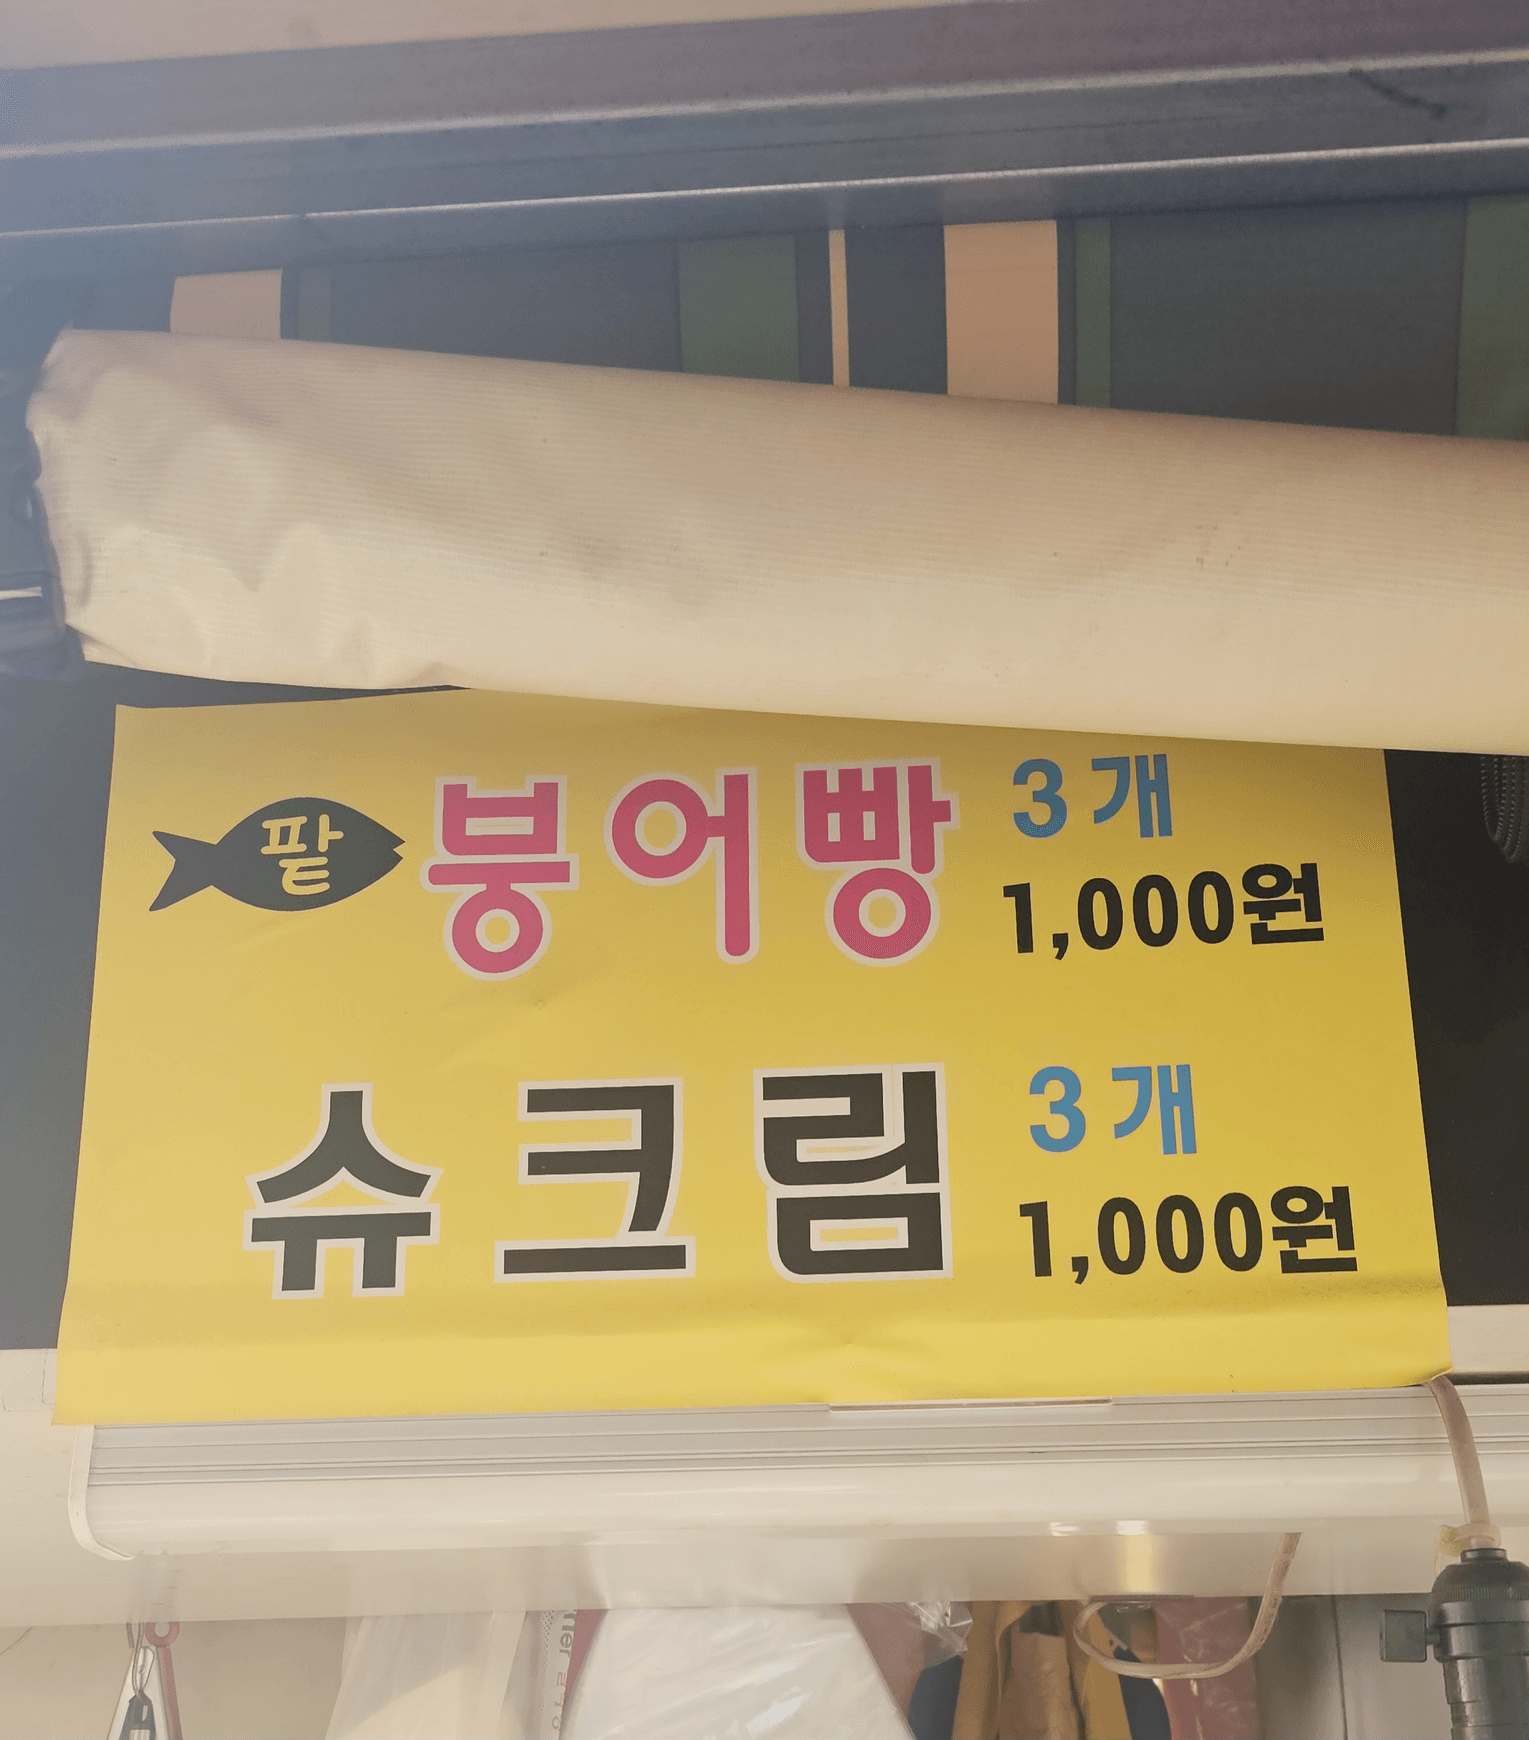 팥 붕어빵 3개
1,000원
슈크림 3개
1,000원